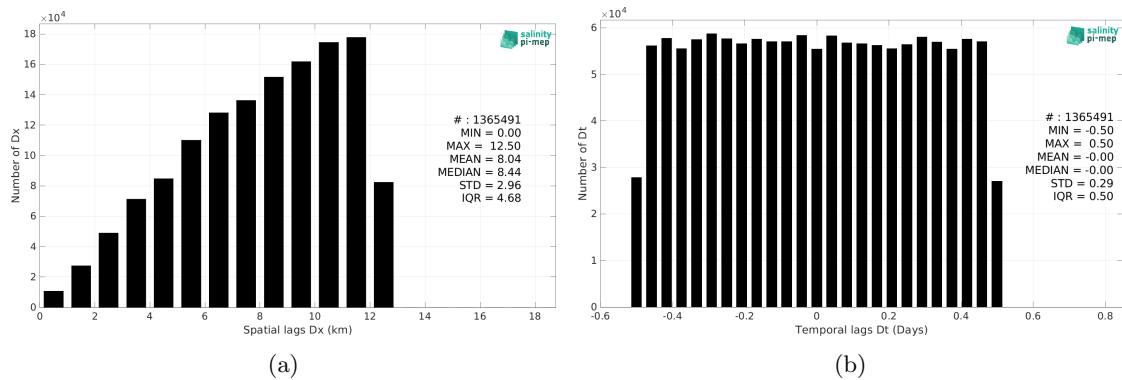 ×10⁴
18
16
14
12
10
8
6
4
2
0
Number of Dx
salinity
pi-mep
# : 1365491
MIN = 0.00
MAX = 12.50
MEAN = 8.04
MEDIAN = 8.44
STD = 2.96
IQR = 4.68
0 2 4 6 8 10 12 14 16 18
Spatial lags Dx (km)
(a)
×10⁴
6
5
4
3
2
1
0
Number of Dt
salinity
pi-mep
# : 1365491
MIN = -0.50
MAX = 0.50
MEAN = -0.00
MEDIAN = -0.00
STD = 0.29
IQR = 0.50
-0.6 -0.4 -0.2 0 0.2 0.4 0.6 0.8
Temporal lags Dt (Days)
(b)